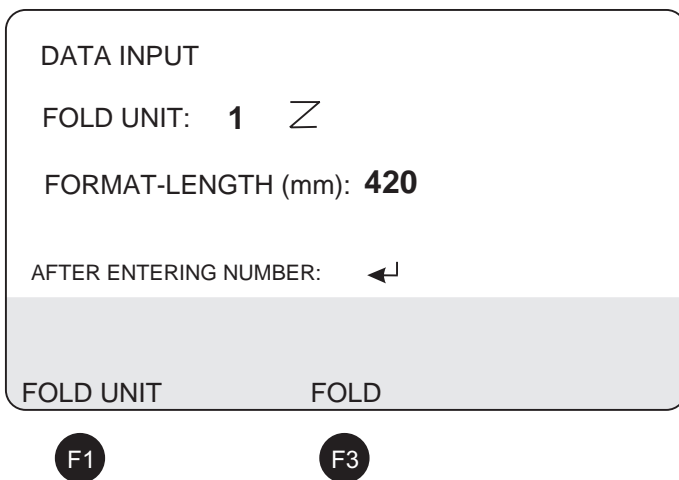 DATA INPUT
FOLD UNIT: 1
FORMAT-LENGTH (mm): 420
AFTER ENTERING NUMBER:
FOLD UNIT FOLD
F1 F3